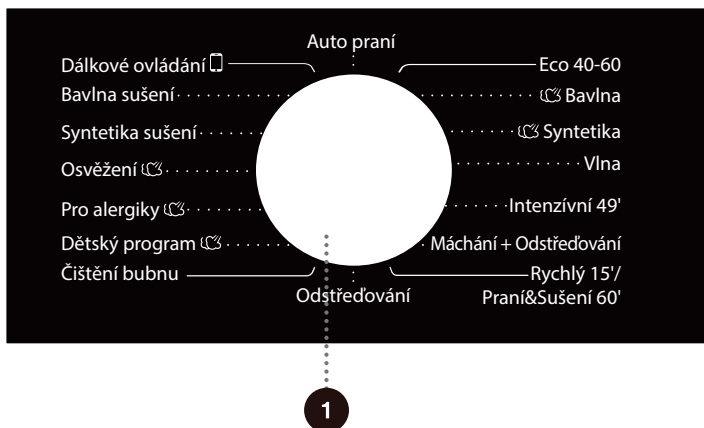 Auto praní
Dálkové ovládání
Bavlna sušení
Syntetika sušení
Osvěžení
Pro alergiky
Dětský program
Čištění bubnu
Eco 40-60
Bavlna
Syntetika
Vlna
Intenzívní 49'
Máchání + Odstřeďování
Rychlý 15'/
Praní&Sušení 60'
Odstřeďování
1